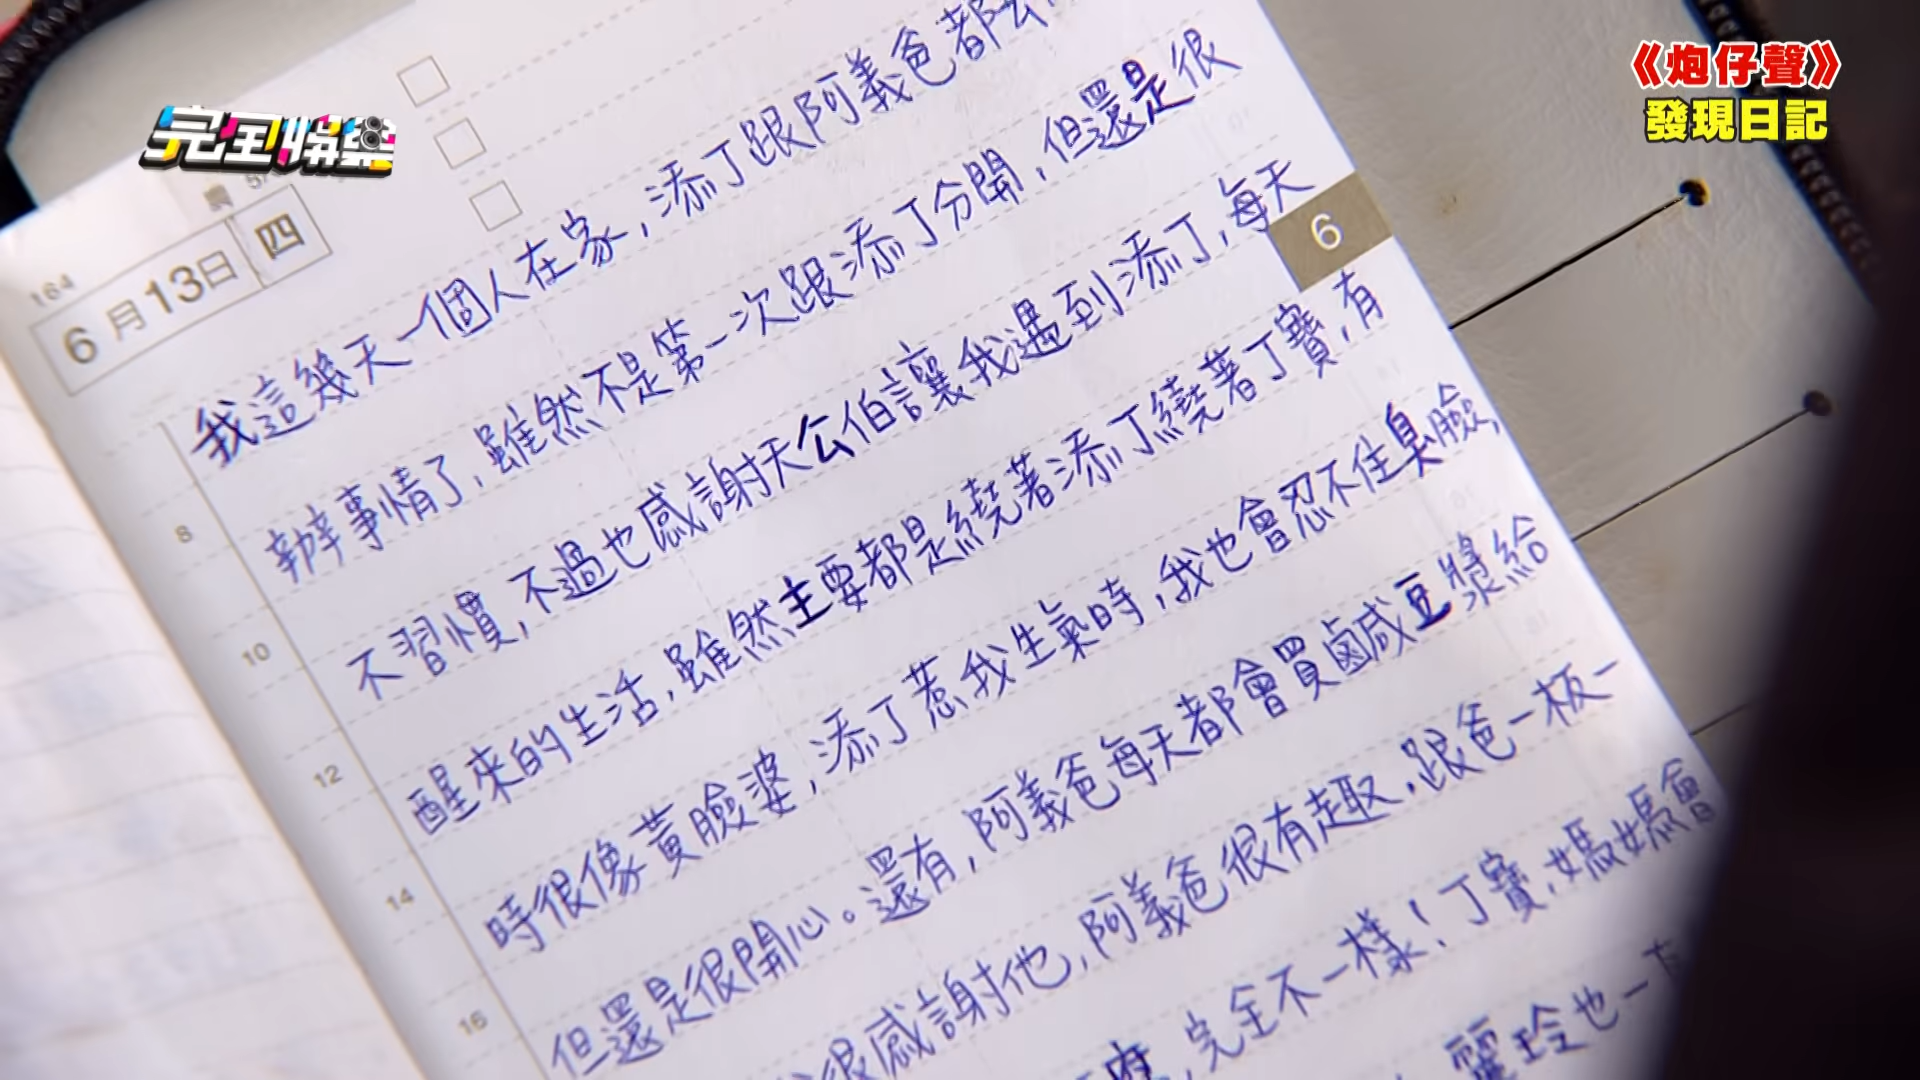 《炮仔聲》
發現日記
完全娛樂
164
6月13日 四
6
我這幾天一個人在家，添丁跟阿義爸都去
辦事情了，雖然不是第一次跟添丁分開，但還是很
不習慣，不過也感謝天公伯讓我遇到添丁，每天
醒來的生活，雖然主要都是繞著添丁繞著丁寶，有
時很像黃臉婆，添丁惹我生氣時，我也會忍不住臭臉，
但還是很開心。還有，阿義爸每天都會買鹹豆漿給
很感謝他，阿義爸很有趣，跟爸一板一
，完全不一樣！丁寶，媽媽會
麗玲也一
8
10
12
14
16